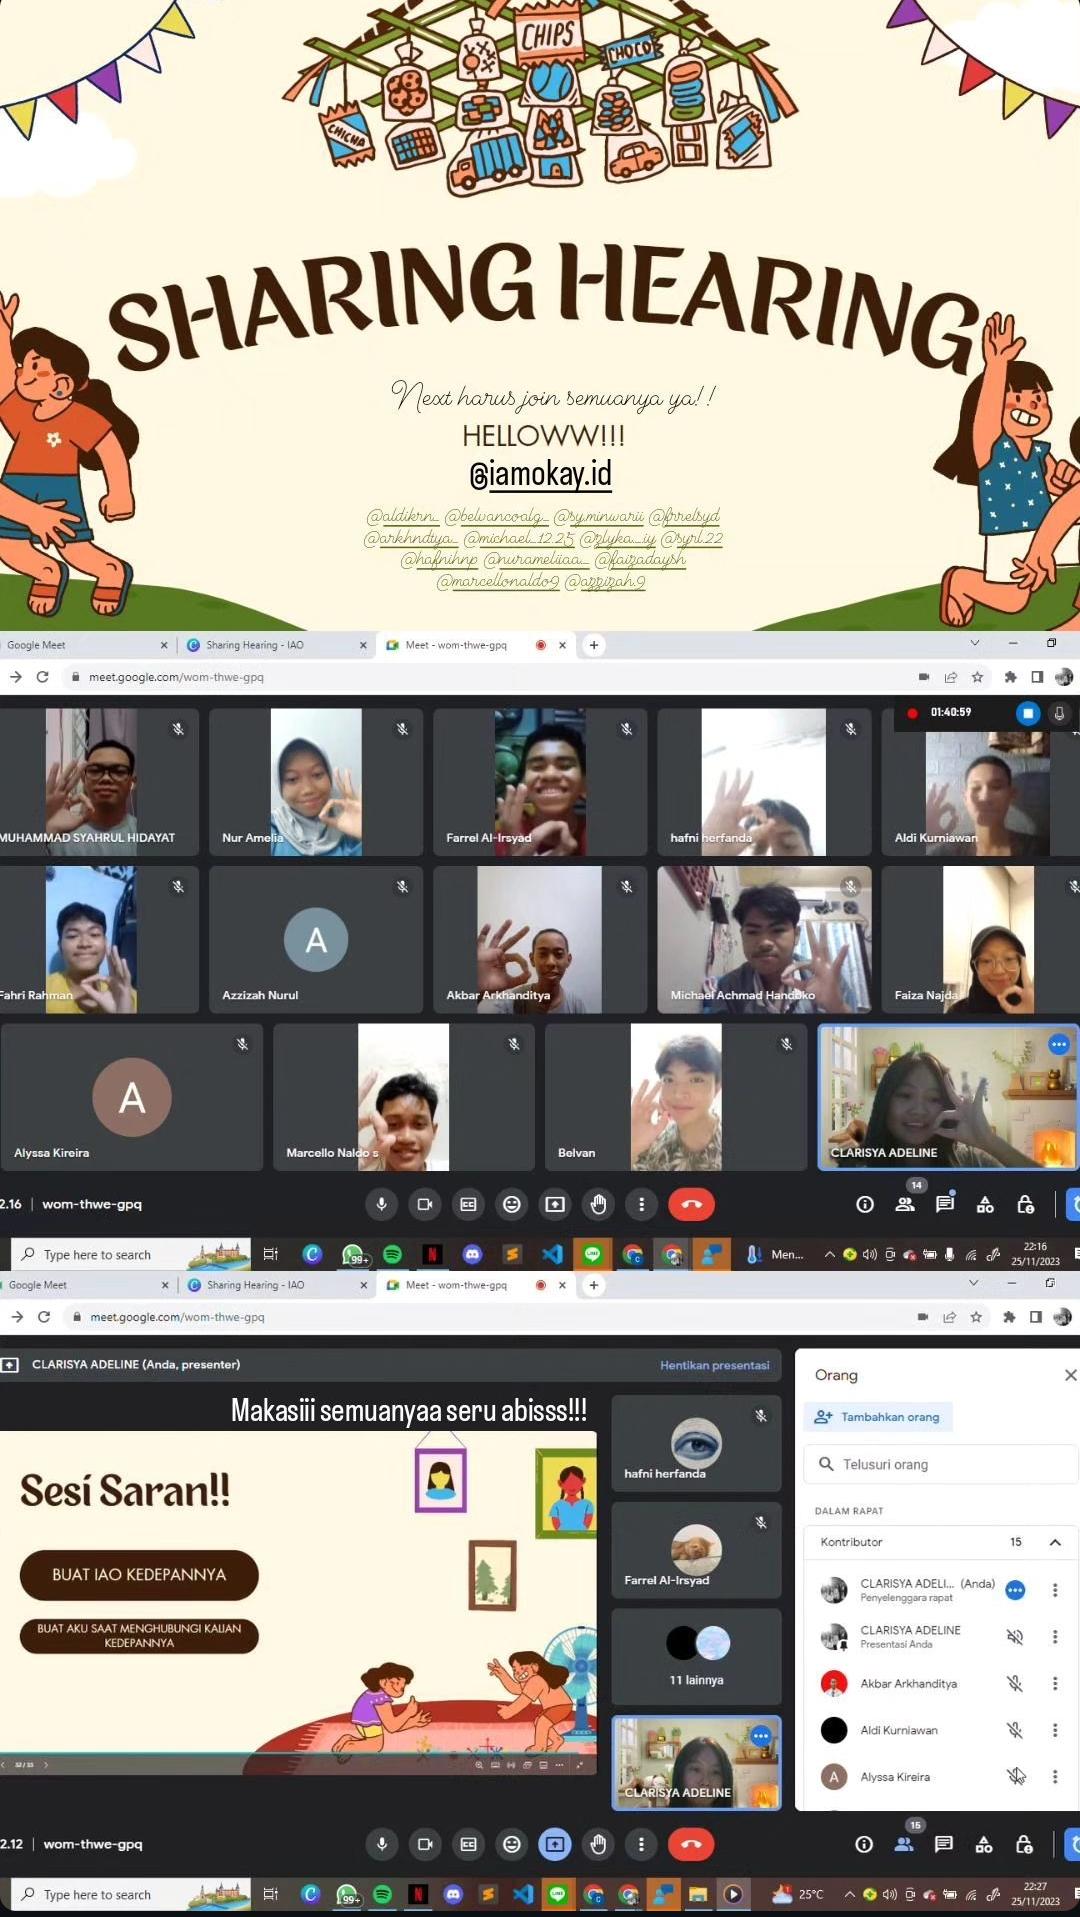 CHIPS
CHOCO
CHICHA
SHARING HEARING
Next harus join semuanya ya!!
HELLOWW!!!
@iamokay.id
@aldikrn_ @belvancoalg_ @sy.minwarii @frrelsyd
@arkhndtya_ @michael_12.25 @zlyka_iy @syrl.22
@hafnihnp @nurameliiaa_ @faizadaysh
@marcellonaldo9 @azzizah.9
Google Meet
Sharing Hearing - IAO
Meet - wom-thwe-gpq
meet.google.com/wom-thwe-gpq
01:40:59
MUHAMMAD SYAHRUL HIDAYAT
Nur Amelia
Farrel Al-Irsyad
hafni herfanda
Aldi Kurniawan
Fahri Rahman
A
Azzizah Nurul
Akbar Arkhanditya
Michael Achmad Handoko
Faiza Najda
A
Alyssa Kireira
Marcello Naldo s
Belvan
CLARISYA ADELINE
2.16 | wom-thwe-gpq
14
Type here to search
99+
Men...
22:16
25/11/2023
Google Meet
Sharing Hearing - IAO
Meet - wom-thwe-gpq
meet.google.com/wom-thwe-gpq
CLARISYA ADELINE (Anda, presenter)
Hentikan presentasi
Makasiii semuanyaa seru abisss!!!
Sesi Saran!!
BUAT IAO KEDEPANNYA
BUAT AKU SAAT MENGHUBUNGI KALIAN
KEDEPANNYA
hafni herfanda
Farrel Al-Irsyad
11 lainnya
CLARISYA ADELINE
Orang
Tambahkan orang
Telusuri orang
DALAM RAPAT
Kontributor 15
CLARISYA ADELI... (Anda)
Penyelenggara rapat
CLARISYA ADELINE
Presentasi Anda
Akbar Arkhanditya
Aldi Kurniawan
A
Alyssa Kireira
2.12 | wom-thwe-gpq
15
Type here to search
99+
25°C
22:27
25/11/2023